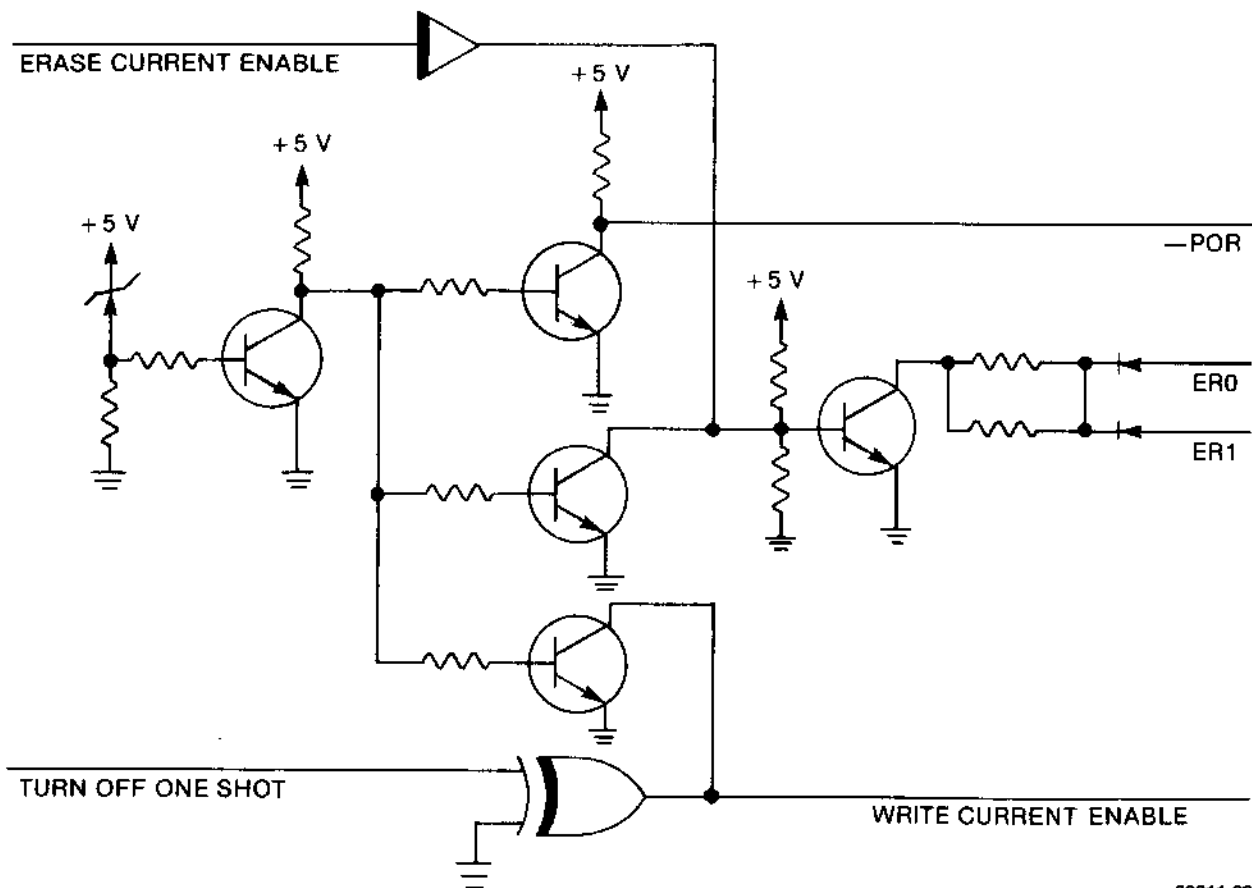 ERASE CURRENT ENABLE
+5 V
+5 V
+5 V
—POR
+5 V
ER0
ER1
TURN OFF ONE SHOT
WRITE CURRENT ENABLE